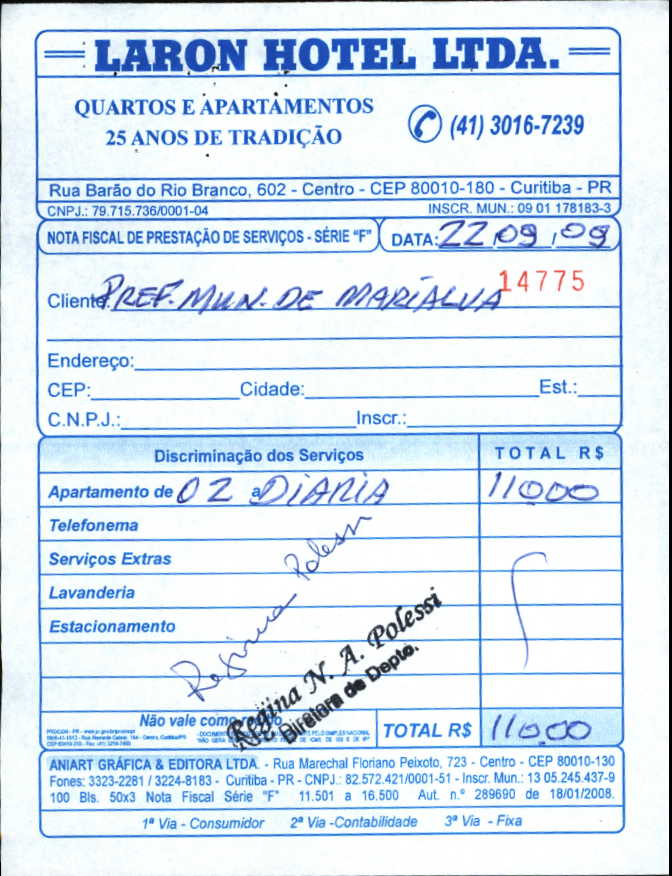 LARON HOTEL LTDA.
QUARTOS E APARTAMENTOS
25 ANOS DE TRADIÇÃO
(41) 3016-7239
Rua Barão do Rio Branco, 602 - Centro - CEP 80010-180 - Curitiba - PR
CNPJ.: 79.715.736/0001-04 INSCR. MUN.: 09 01 178183-3
NOTA FISCAL DE PRESTAÇÃO DE SERVIÇOS - SÉRIE "F" DATA: 22/09/09
14775
Cliente: PREF. MUN. DE MARIALVA
Endereço:
CEP: Cidade: Est.:
C.N.P.J.: Inscr.:
Discriminação dos Serviços TOTAL R$
Apartamento de 02 a DIARIA 11000
Telefonema
Serviços Extras
Lavanderia
Estacionamento
Regina Polessi
Regina N. A. Polessi
Diretora de Depto.
Não vale como recibo
TOTAL R$ 11000
ANIART GRÁFICA & EDITORA LTDA. - Rua Marechal Floriano Peixoto, 723 - Centro - CEP 80010-130
Fones: 3323-2281 / 3224-8183 - Curitiba - PR - CNPJ.: 82.572.421/0001-51 - Inscr. Mun.: 13 05.245.437-9
100 Bls. 50x3 Nota Fiscal Série "F" 11.501 a 16.500 Aut. n.º 289690 de 18/01/2008.
1ª Via - Consumidor 2ª Via -Contabilidade 3ª Via - Fixa